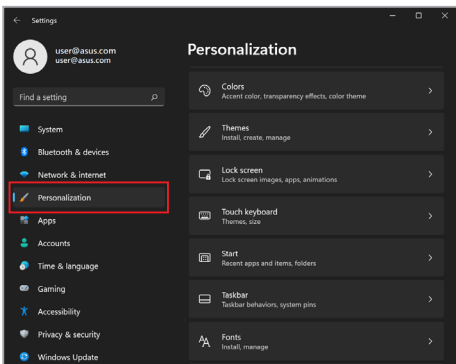 Settings
user@asus.com
user@asus.com
Find a setting
System
Bluetooth & devices
Network & internet
Personalization
Apps
Accounts
Time & language
Gaming
Accessibility
Privacy & security
Windows Update
Personalization
Colors
Accent color, transparency effects, color theme
Themes
Install, create, manage
Lock screen
Lock screen images, apps, animations
Touch keyboard
Themes, size
Start
Recent apps and items, folders
Taskbar
Taskbar behaviors, system pins
Fonts
Install, manage